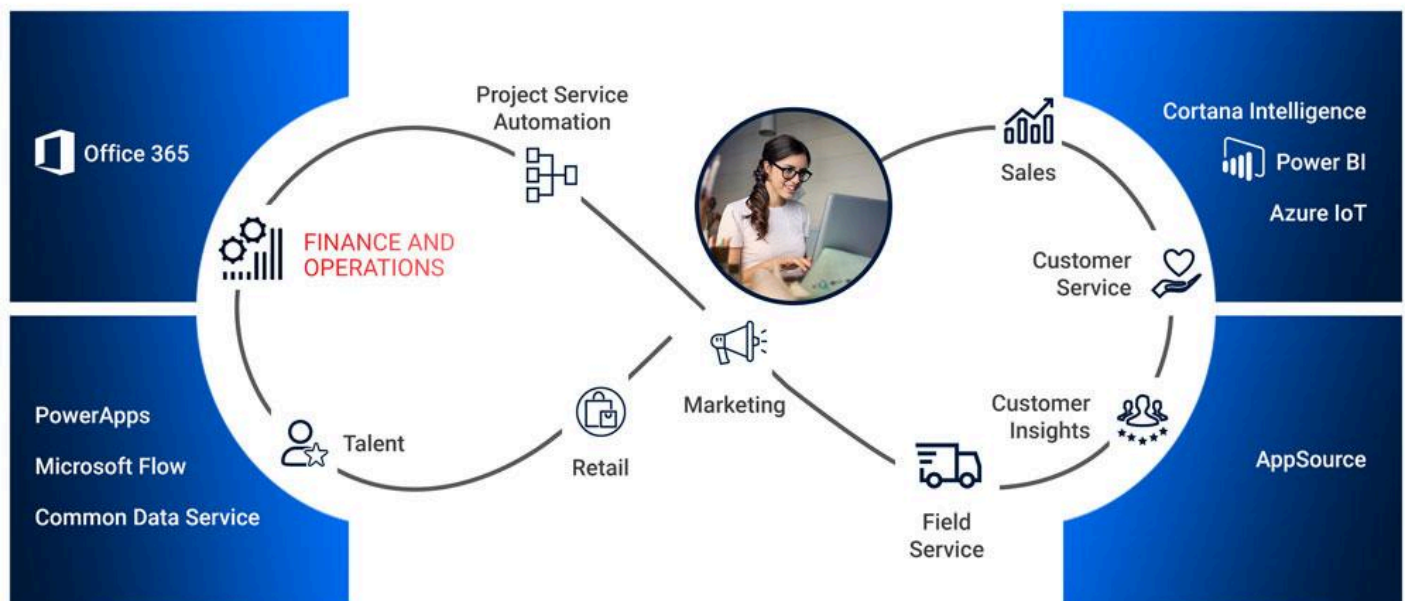 Office 365
Project Service
Automation
FINANCE AND
OPERATIONS
PowerApps
Microsoft Flow
Common Data Service
Talent
Retail
Marketing
Sales
Customer
Service
Customer
Insights
Field
Service
Cortana Intelligence
Power BI
Azure IoT
AppSource